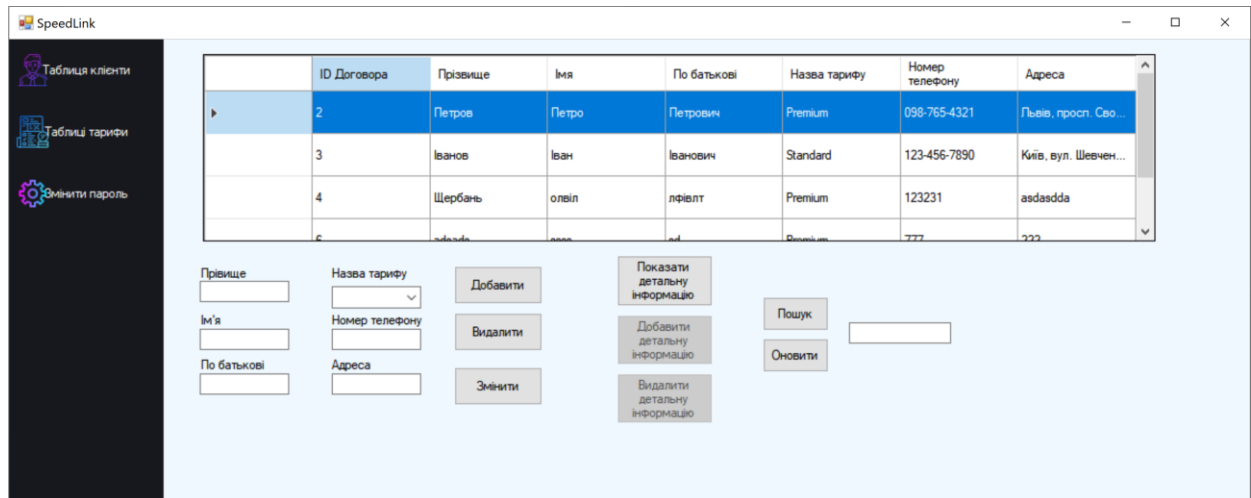 SpeedLink
Таблиця клієнти
Таблиці тарифи
Змінити пароль
ID Договора Прізвище Імя По батькові Назва тарифу Номер телефону Адреса
2 Петров Петро Петрович Premium 098-765-4321 Львів, просп. Сво...
3 Іванов Іван Іванович Standard 123-456-7890 Київ, вул. Шевчен...
4 Щербань олвіл лфівлт Premium 123231 asdasdda
Прівище
Назва тарифу
Ім'я
Номер телефону
По батькові
Адреса
Добавити
Видалити
Змінити
Показати
детальну
інформацію
Добавити
детальну
інформацію
Видалити
детальну
інформацію
Пошук
Оновити